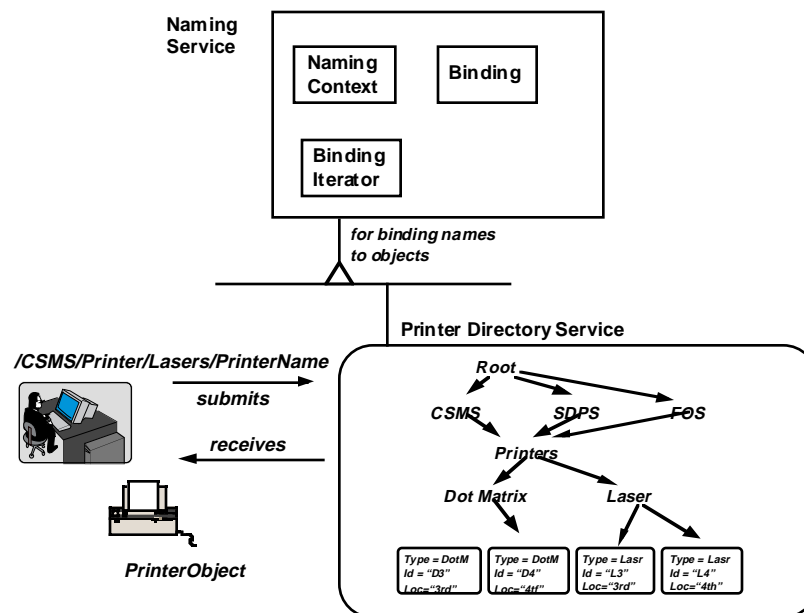 Naming
Service
Naming
Context
Binding
Binding
Iterator
for binding names
to objects
Printer Directory Service
/CSMS/Printer/Lasers/PrinterName
submits
receives
PrinterObject
Root
CSMS SDPS FOS
Printers
Dot Matrix Laser
Type = DotM
Id = “D3”
Loc=“3rd”
Type = DotM
Id = “D4”
Loc=“4tf”
Type = Lasr
Id = “L3”
Loc=“3rd”
Type = Lasr
Id = “L4”
Loc=“4th”